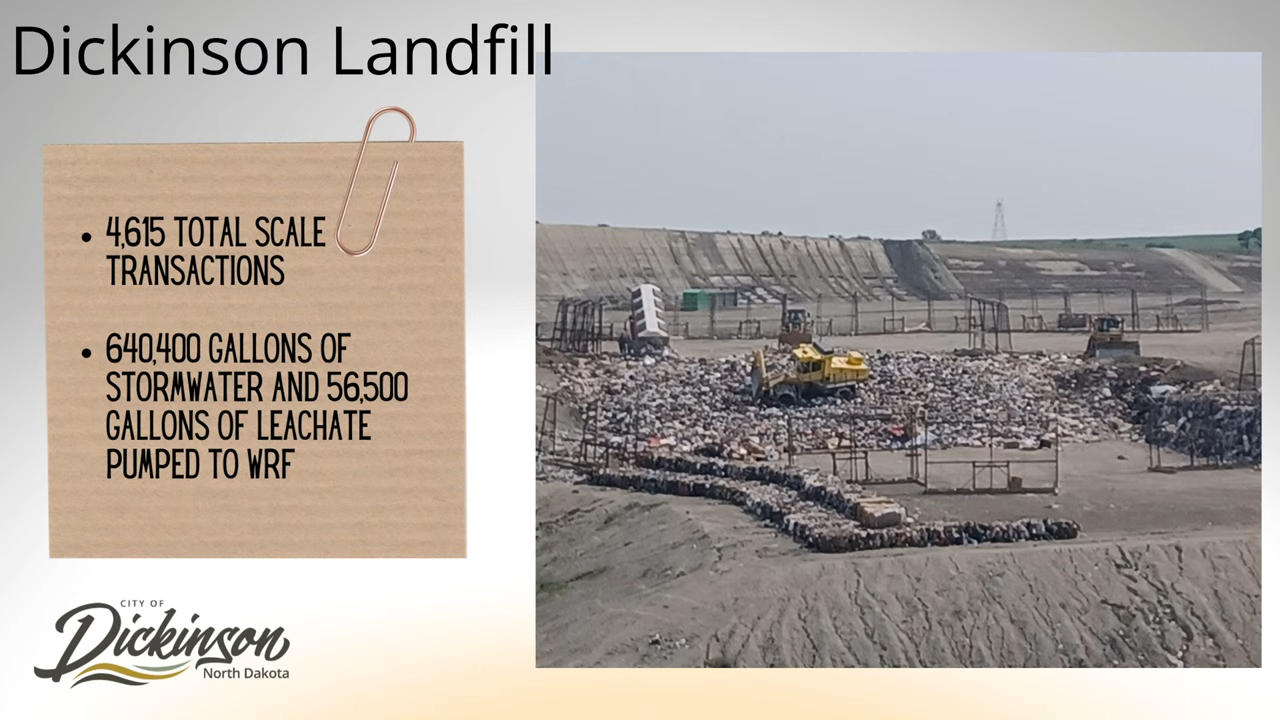 Dickinson Landfill
• 4,615 TOTAL SCALE
TRANSACTIONS
• 640,400 GALLONS OF
STORMWATER AND 56,500
GALLONS OF LEACHATE
PUMPED TO WRF
CITY OF
Dickinson
North Dakota